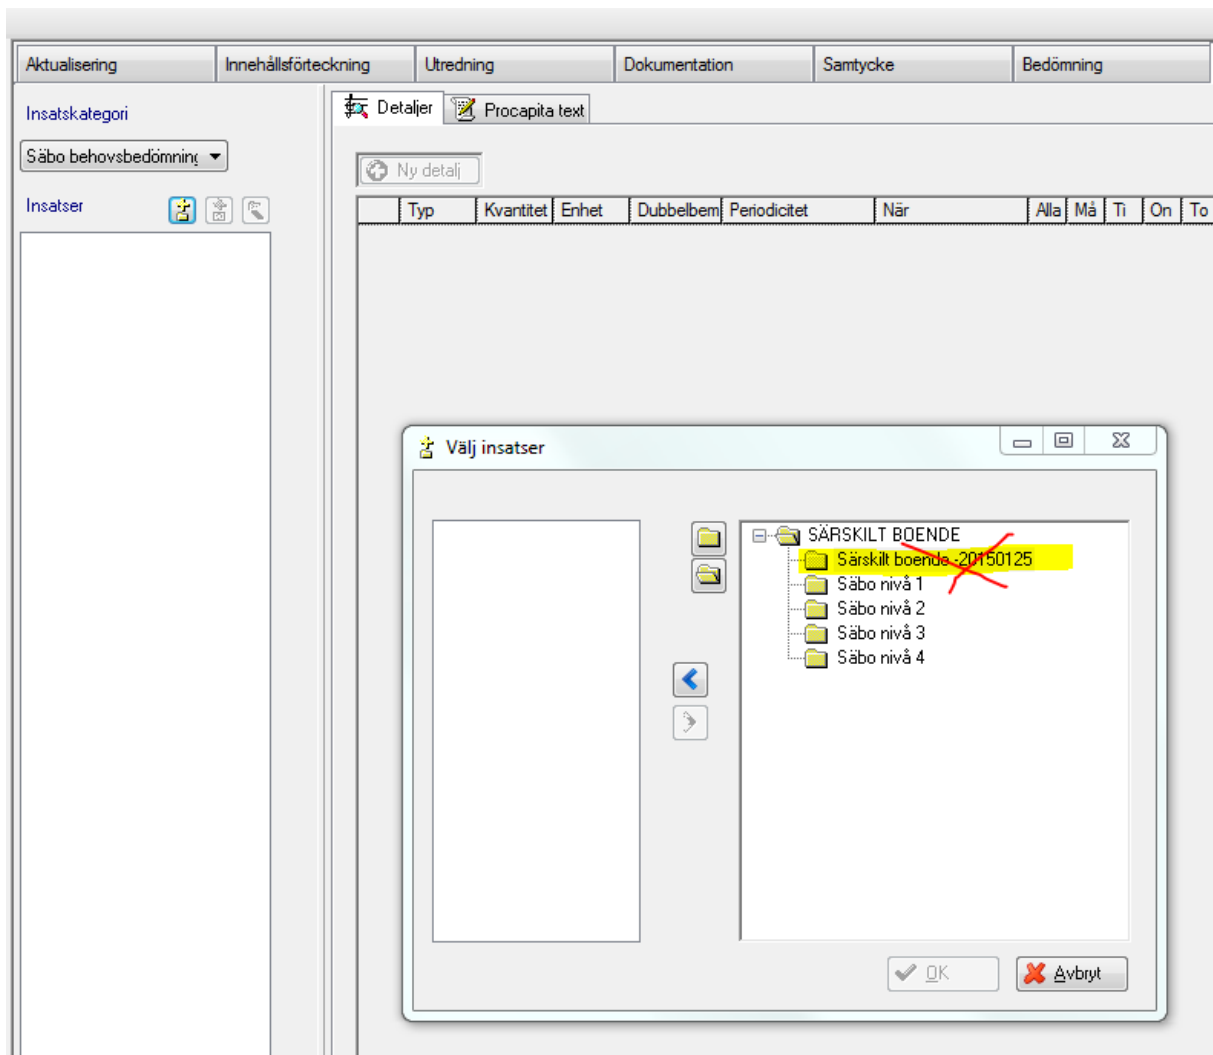 Aktualisering Innehållsförteckning Utredning Dokumentation Samtycke Bedömning
Insatskategori
Detaljer Procapita text
Säbo behovsbedömning
Ny detalj
Insatser
Typ Kvantitet Enhet Dubbelbem Periodicitet När Alla Må Ti On To
Välj insatser
SÄRSKILT BOENDE
Särskilt boende -20150125
Säbo nivå 1
Säbo nivå 2
Säbo nivå 3
Säbo nivå 4
OK Avbryt